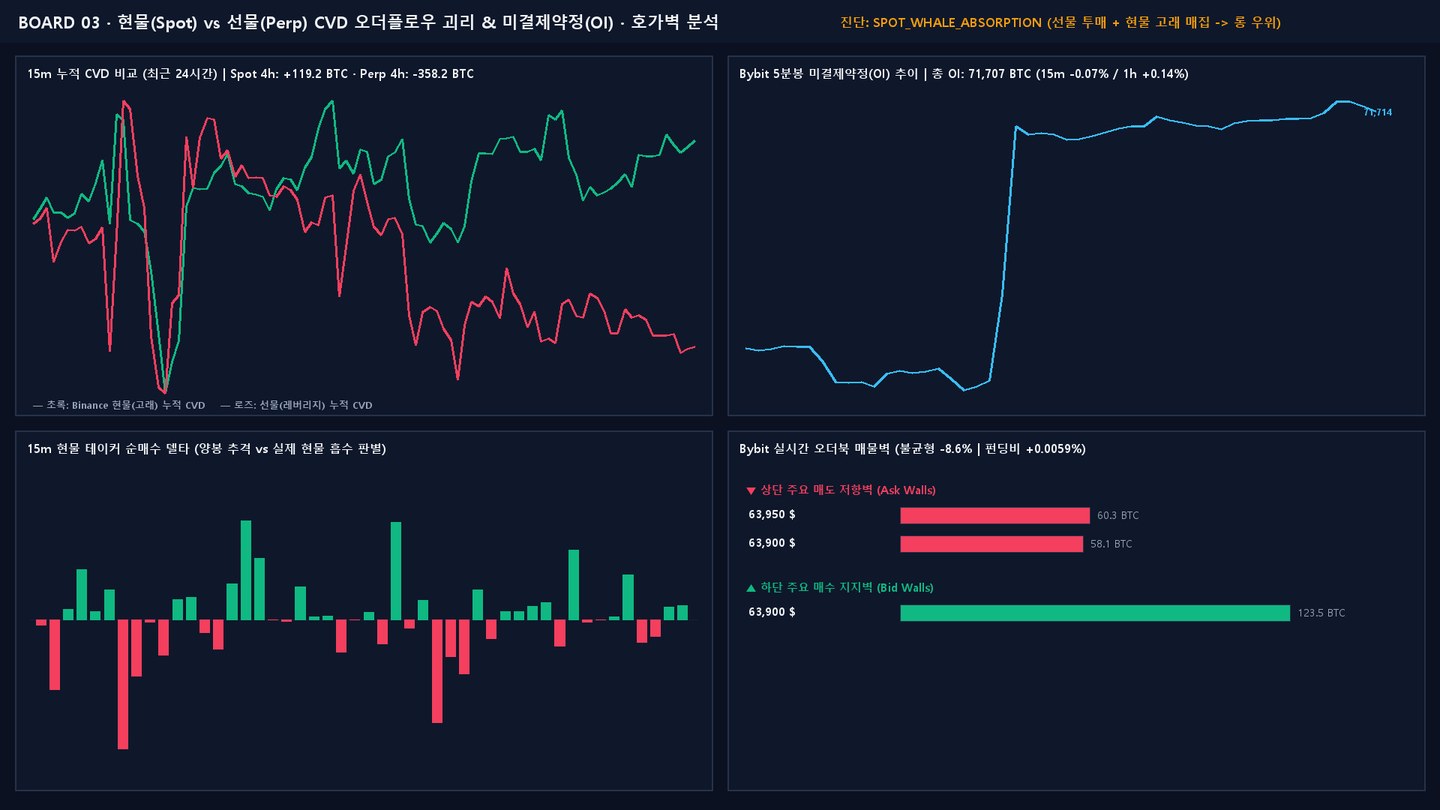 BOARD 03 · 현물(Spot) vs 선물(Perp) CVD 오더플로우 괴리 & 미결제약정(OI) · 호가벽 분석
진단: SPOT_WHALE_ABSORPTION (선물 투매 + 현물 고래 매집 -> 롱 우위)
15m 누적 CVD 비교 (최근 24시간) | Spot 4h: +119.2 BTC · Perp 4h: -358.2 BTC
— 초록: Binance 현물(고래) 누적 CVD — 로즈: 선물(레버리지) 누적 CVD
Bybit 5분봉 미결제약정(OI) 추이 | 총 OI: 71,707 BTC (15m -0.07% / 1h +0.14%)
71,714
15m 현물 테이커 순매수 델타 (양봉 추격 vs 실제 현물 흡수 판별)
Bybit 실시간 오더북 매물벽 (불균형 -8.6% | 펀딩비 +0.0059%)
▼ 상단 주요 매도 저항벽 (Ask Walls)
63,950 $ 60.3 BTC
63,900 $ 58.1 BTC
▲ 하단 주요 매수 지지벽 (Bid Walls)
63,900 $ 123.5 BTC